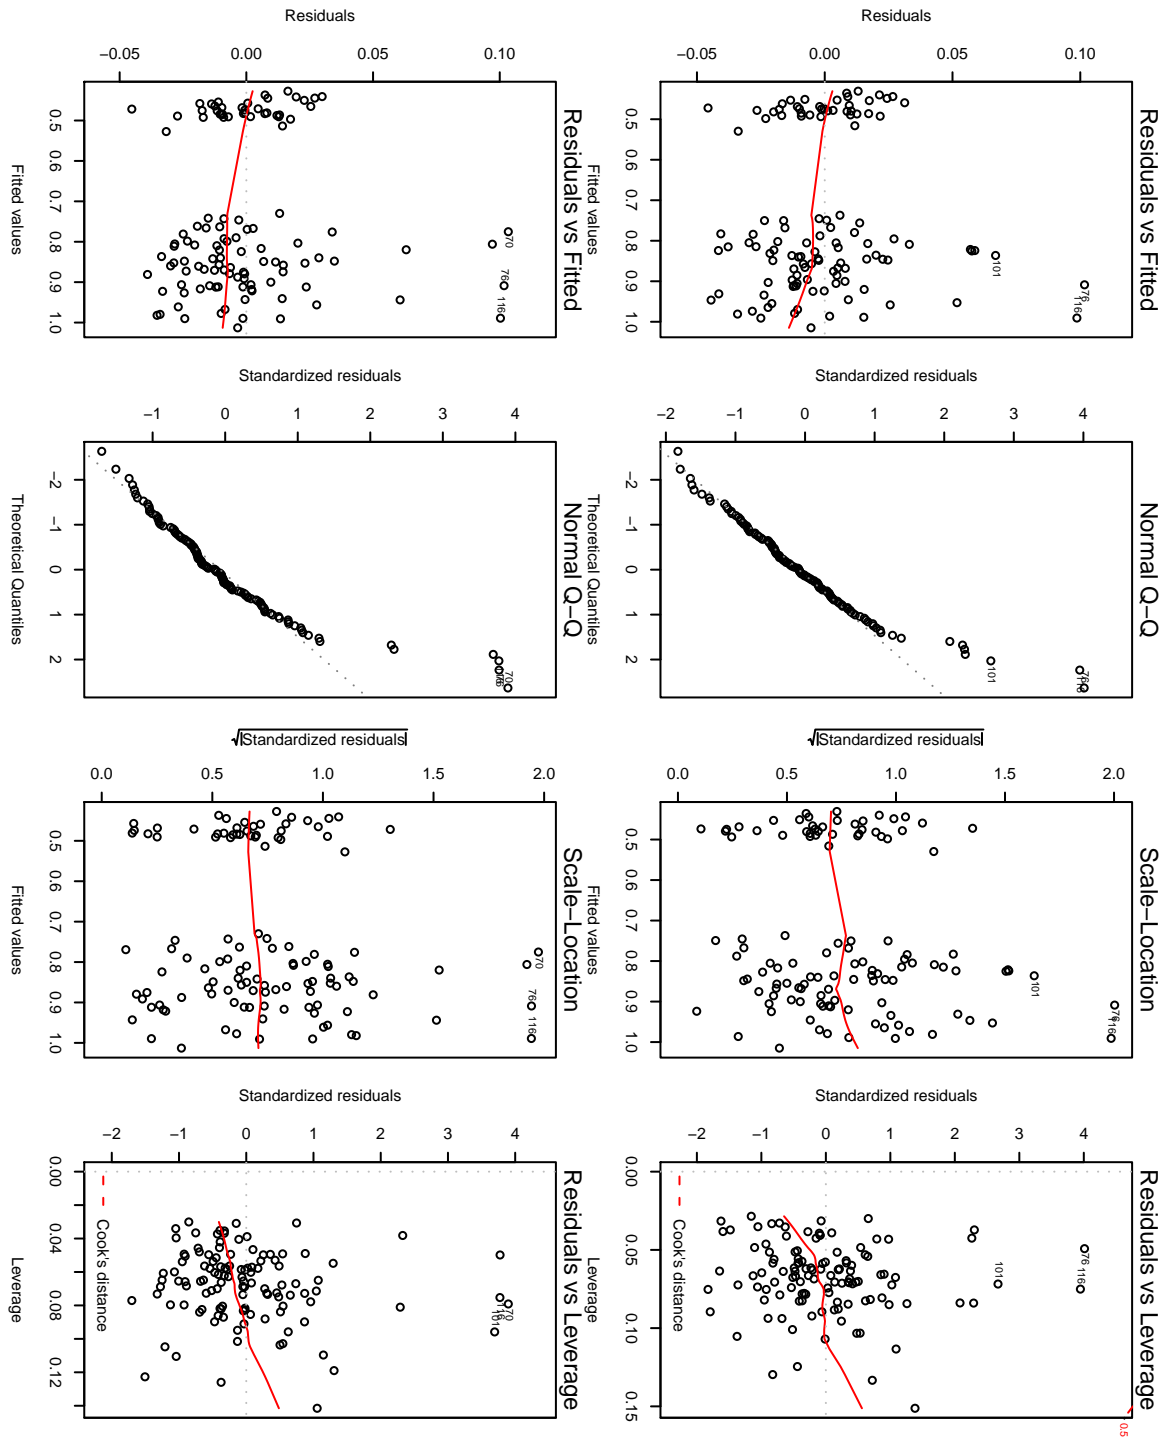 Residuals vs Fitted
Residuals
−0.05 0.00 0.05 0.10
76
116
101
0.5 0.6 0.7 0.8 0.9 1.0
Fitted values
Normal Q−Q
Standardized residuals
−2 −1 0 1 2 3 4
76
101
−2 −1 0 1 2
Theoretical Quantiles
Scale−Location
√|Standardized residuals|
0.0 0.5 1.0 1.5 2.0
76
116
101
0.5 0.6 0.7 0.8 0.9 1.0
Fitted values
Residuals vs Leverage
Standardized residuals
−2 −1 0 1 2 3 4
0.5
76
116
101
Cook's distance
0.00 0.05 0.10 0.15
Leverage
Residuals vs Fitted
Residuals
−0.05 0.00 0.05 0.10
70
76
116
0.5 0.6 0.7 0.8 0.9 1.0
Fitted values
Normal Q−Q
Standardized residuals
−1 0 1 2 3 4
70
−2 −1 0 1 2
Theoretical Quantiles
Scale−Location
√|Standardized residuals|
0.0 0.5 1.0 1.5 2.0
70
76
116
0.5 0.6 0.7 0.8 0.9 1.0
Fitted values
Residuals vs Leverage
Standardized residuals
−2 −1 0 1 2 3 4
70
116
101
Cook's distance
0.00 0.04 0.08 0.12
Leverage